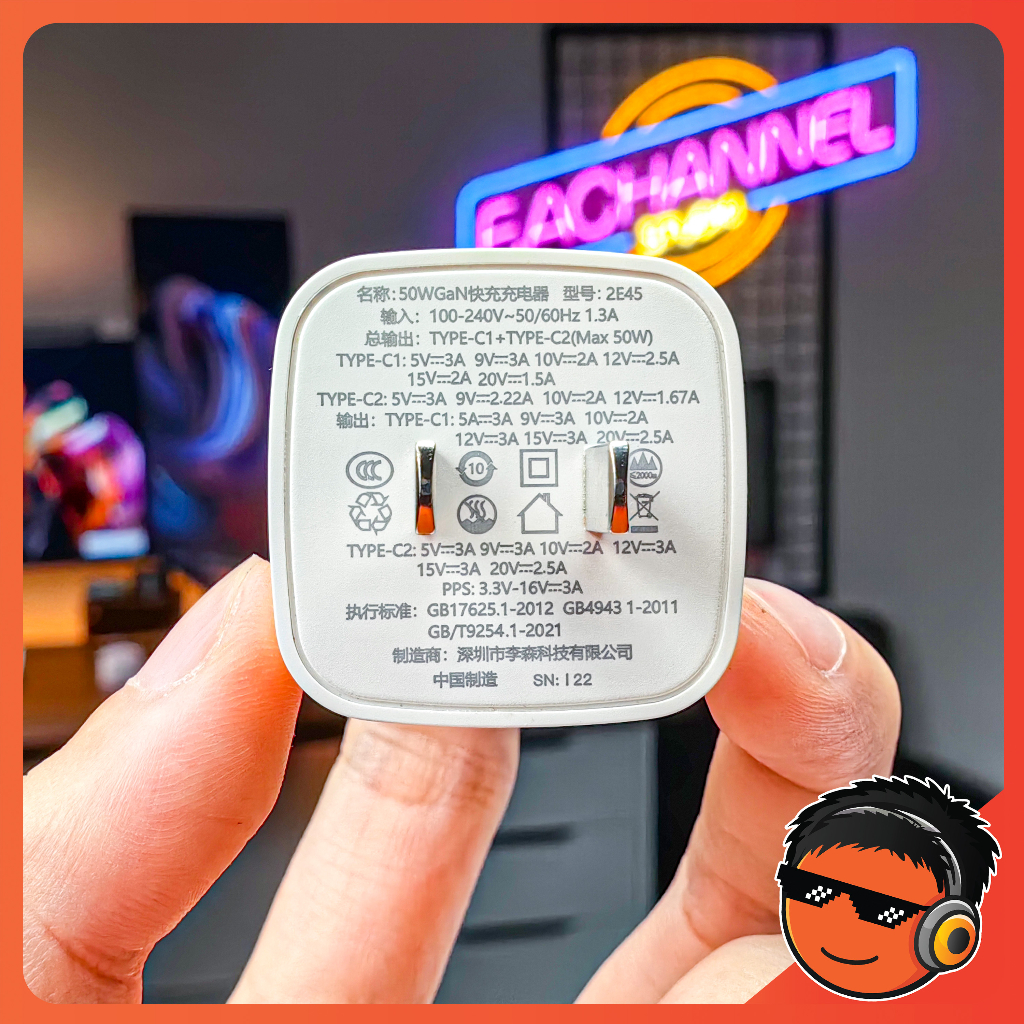 EACHANNEL
名称:50WGaN快充充电器 型号:2E45
输入: 100-240V~50/60Hz 1.3A
总输出: TYPE-C1+TYPE-C2(Max 50W)
TYPE-C1: 5V⎓3A 9V⎓3A 10V⎓2A 12V⎓2.5A
15V⎓2A 20V⎓1.5A
TYPE-C2: 5V⎓3A 9V⎓2.22A 10V⎓2A 12V⎓1.67A
输出: TYPE-C1: 5A⎓3A 9V⎓3A 10V⎓2A
12V⎓3A 15V⎓3A 20V⎓2.5A
CCC 10 ≤2000m
TYPE-C2: 5V⎓3A 9V⎓3A 10V⎓2A 12V⎓3A
15V⎓3A 20V⎓2.5A
PPS: 3.3V-16V⎓3A
执行标准: GB17625.1-2012 GB4943 1-2011
GB/T9254.1-2021
制造商: 深圳市李森科技有限公司
中国制造 SN: I 22